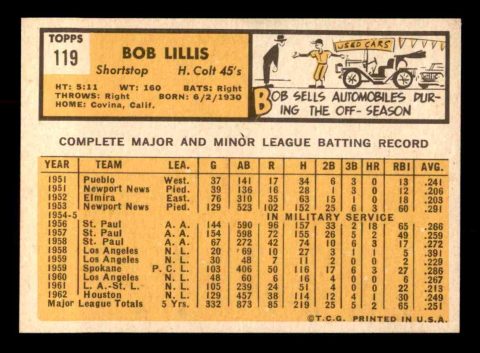 TOPPS
119
BOB LILLIS
Shortstop H. Colt 45's
HT: 5:11 WT: 160 BATS: Right
THROWS: Right BORN: 6/2/1930
HOME: Covina, Calif.
USED CARS
BOB SELLS AUTOMOBILES DUR-
ING THE OFF-SEASON
COMPLETE MAJOR AND MINOR LEAGUE BATTING RECORD
YEAR TEAM LEA. G AB R H 2B 3B HR RBI AVG.
1951 Pueblo West. 37 141 16 34 6 3 0 13 .241
1951 Newport News Pied. 39 136 16 28 1 3 0 12 .206
1952 Elmira East. 76 310 35 63 15 2 0 18 .203
1953 Newport News Pied. 129 523 102 152 6 3 60 .291
1954-5 IN MILITARY SERVICE
1956 St. Paul A.A. 144 590 96 157 33 2 18 65 .266
1957 St. Paul A.A. 154 598 72 155 26 5 2 49 .259
1958 St. Paul A.A. 67 272 42 74 10 6 3 17 .272
1958 Los Angeles N.L. 20 69 10 27 3 1 1 5 .391
1959 Los Angeles N.L. 30 48 7 11 2 0 0 2 .229
1959 Spokane P.C.L. 103 406 50 116 17 6 3 27 .286
1960 Los Angeles N.L. 48 60 6 16 4 0 0 6 .267
1961 L.A.-St.L. N.L. 105 239 24 51 4 0 0 10 .213
1962 Houston N.L. 129 457 38 114 12 4 1 30 .249
Major League Totals 5 Yrs. 332 873 85 219 25 5 2 .251
©T.C.G. PRINTED IN U.S.A.